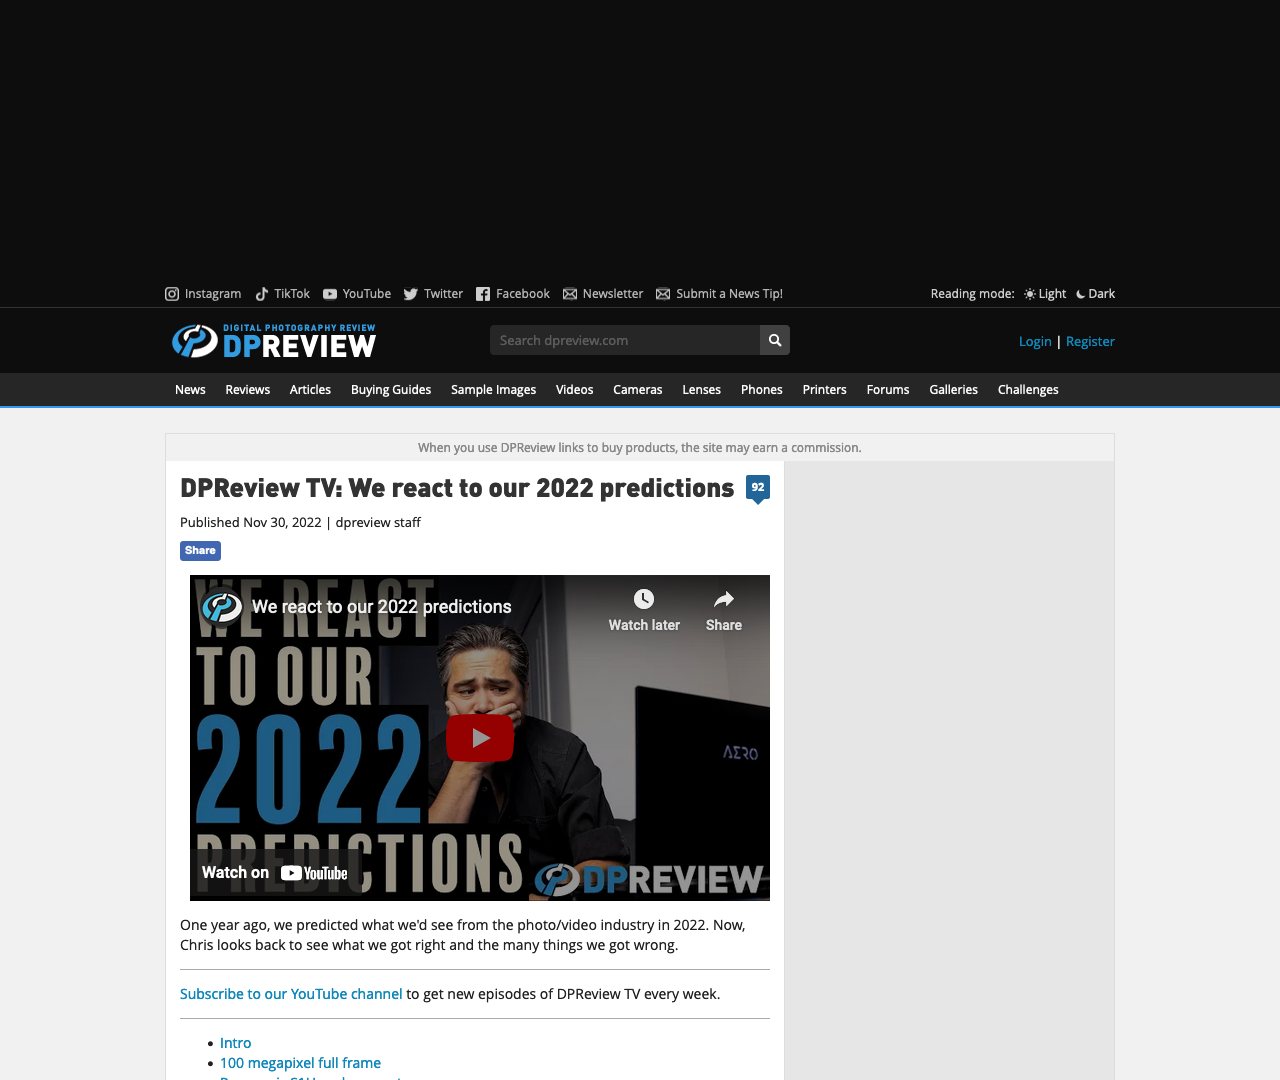 Instagram TikTok YouTube Twitter Facebook Newsletter Submit a News Tip! Reading mode: Light Dark
DIGITAL PHOTOGRAPHY REVIEW
DPREVIEW
Search dpreview.com
Login | Register
News Reviews Articles Buying Guides Sample Images Videos Cameras Lenses Phones Printers Forums Galleries Challenges
When you use DPReview links to buy products, the site may earn a commission.
DPReview TV: We react to our 2022 predictions 92
Published Nov 30, 2022 | dpreview staff
Share
We react to our 2022 predictions
Watch later Share
WE REACT
TO OUR
2022
PREDICTIONS
AERO
Watch on YouTube
DPREVIEW
One year ago, we predicted what we'd see from the photo/video industry in 2022. Now,
Chris looks back to see what we got right and the many things we got wrong.
Subscribe to our YouTube channel to get new episodes of DPReview TV every week.
Intro
100 megapixel full frame